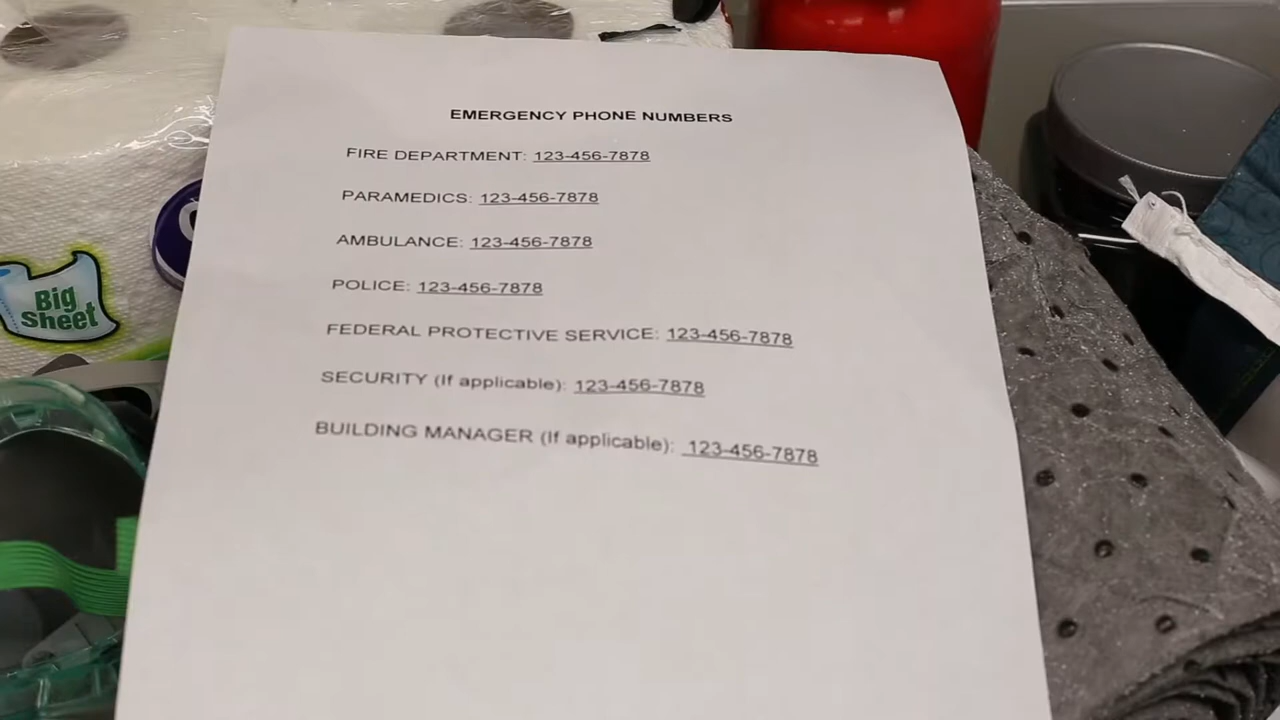 EMERGENCY PHONE NUMBERS
FIRE DEPARTMENT: 123-456-7878
PARAMEDICS: 123-456-7878
AMBULANCE: 123-456-7878
POLICE: 123-456-7878
FEDERAL PROTECTIVE SERVICE: 123-456-7878
SECURITY (If applicable): 123-456-7878
BUILDING MANAGER (If applicable): 123-456-7878
Big
Sheet